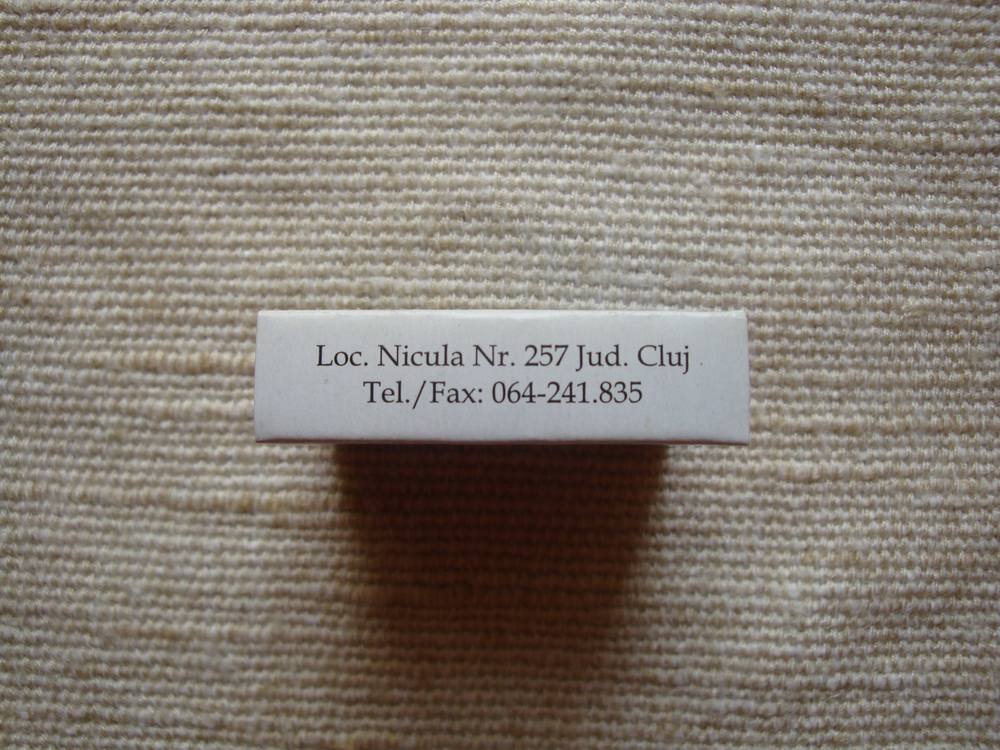 Loc. Nicula Nr. 257 Jud. Cluj
Tel./Fax: 064-241.835